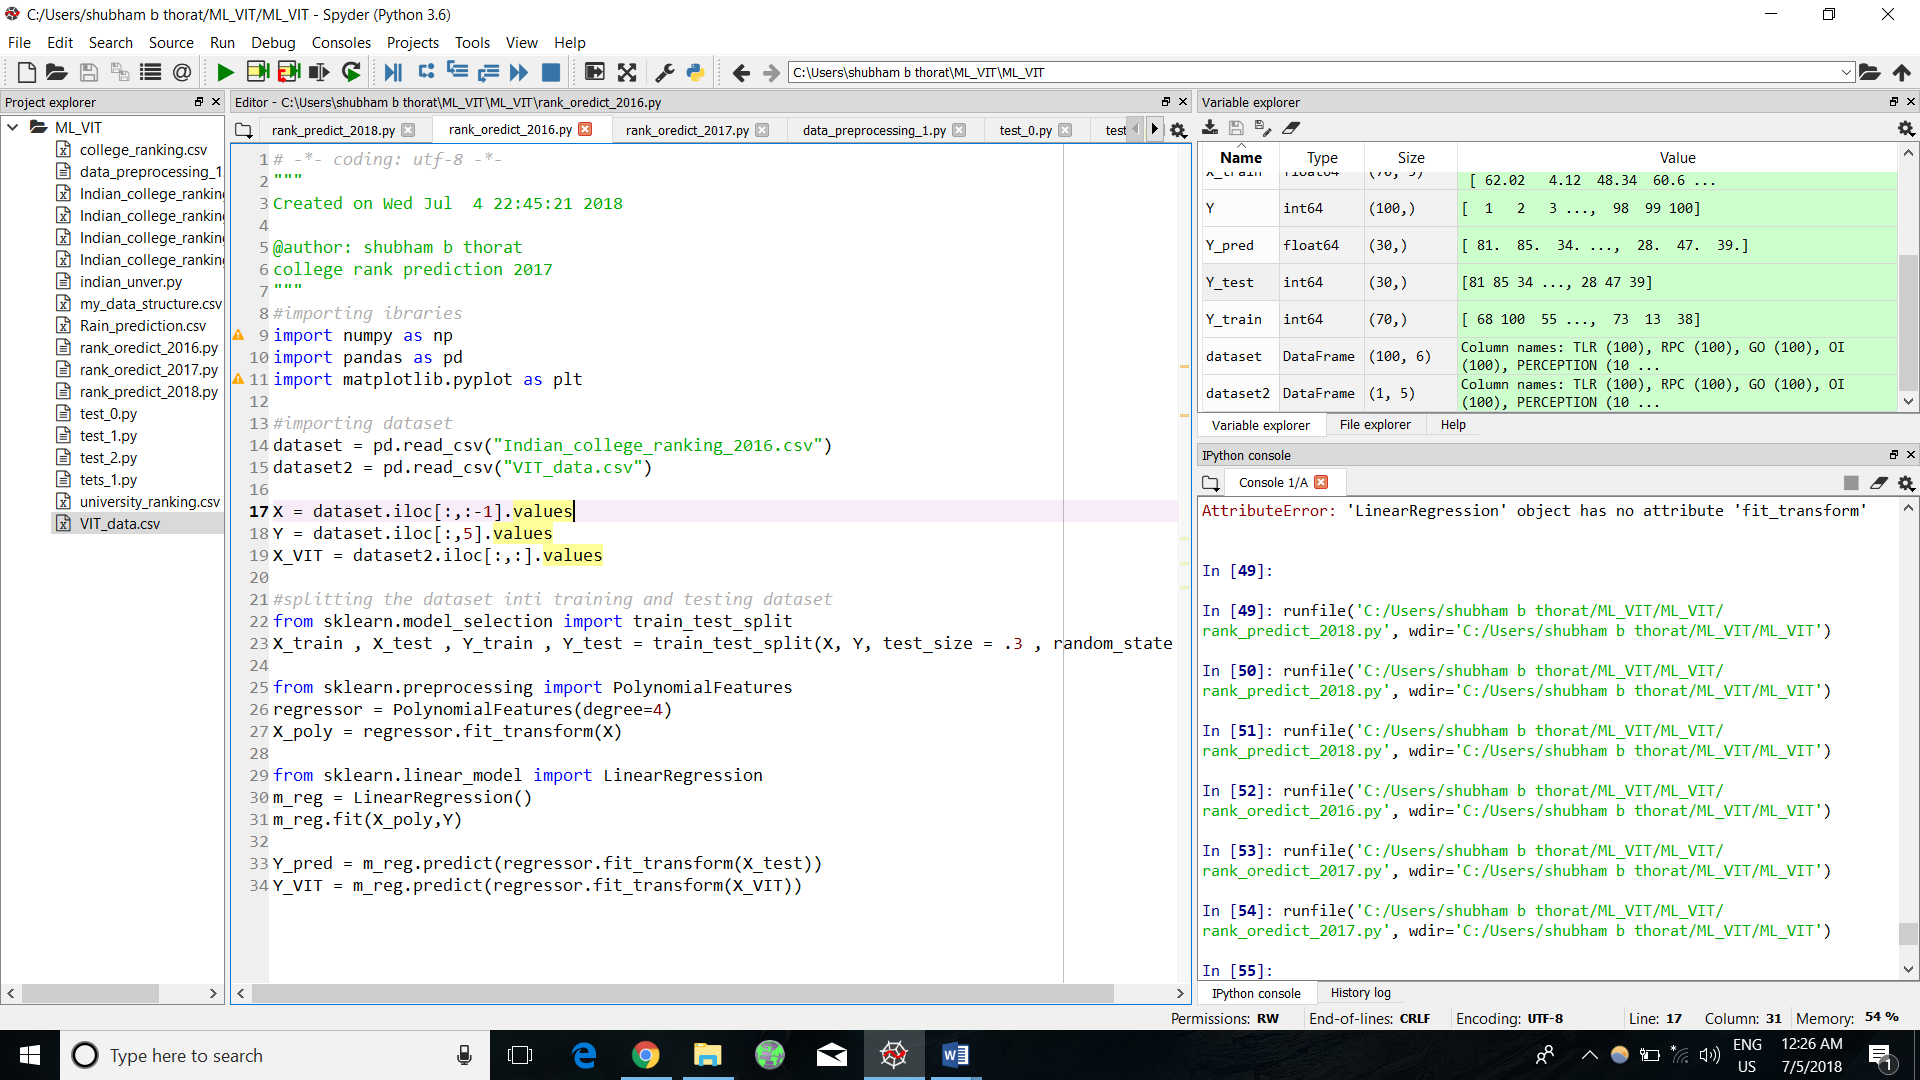 C:/Users/shubham b thorat/ML_VIT/ML_VIT - Spyder (Python 3.6)
File Edit Search Source Run Debug Consoles Projects Tools View Help
C:\Users\shubham b thorat\ML_VIT\ML_VIT
Project explorer
ML_VIT
college_ranking.csv
data_preprocessing_1
Indian_college_rankin
Indian_college_rankin
Indian_college_rankin
Indian_college_rankin
indian_unver.py
my_data_structure.csv
Rain_prediction.csv
rank_oredict_2016.py
rank_oredict_2017.py
rank_predict_2018.py
test_0.py
test_1.py
test_2.py
tets_1.py
university_ranking.csv
VIT_data.csv
Editor - C:\Users\shubham b thorat\ML_VIT\ML_VIT\rank_oredict_2016.py
rank_predict_2018.py rank_oredict_2016.py rank_oredict_2017.py data_preprocessing_1.py test_0.py test
1 # -*- coding: utf-8 -*-
2 """
3 Created on Wed Jul  4 22:45:21 2018
4
5 @author: shubham b thorat
6 college rank prediction 2017
7 """
8 #importing ibraries
9 import numpy as np
10 import pandas as pd
11 import matplotlib.pyplot as plt
12
13 #importing dataset
14 dataset = pd.read_csv("Indian_college_ranking_2016.csv")
15 dataset2 = pd.read_csv("VIT_data.csv")
16
17 X = dataset.iloc[:,:-1].values
18 Y = dataset.iloc[:,5].values
19 X_VIT = dataset2.iloc[:,:].values
20
21 #splitting the dataset inti training and testing dataset
22 from sklearn.model_selection import train_test_split
23 X_train , X_test , Y_train , Y_test = train_test_split(X, Y, test_size = .3 , random_state
24
25 from sklearn.preprocessing import PolynomialFeatures
26 regressor = PolynomialFeatures(degree=4)
27 X_poly = regressor.fit_transform(X)
28
29 from sklearn.linear_model import LinearRegression
30 m_reg = LinearRegression()
31 m_reg.fit(X_poly,Y)
32
33 Y_pred = m_reg.predict(regressor.fit_transform(X_test))
34 Y_VIT = m_reg.predict(regressor.fit_transform(X_VIT))
Variable explorer
Name Type Size Value
X_train float64 (70, 5) [ 62.02   4.12  48.34  60.6 ...
Y int64 (100,) [  1   2   3 ...,  98  99 100]
Y_pred float64 (30,) [ 81.  85.  34. ...,  28.  47.  39.]
Y_test int64 (30,) [81 85 34 ..., 28 47 39]
Y_train int64 (70,) [ 68 100  55 ...,  73  13  38]
dataset DataFrame (100, 6) Column names: TLR (100), RPC (100), GO (100), OI
(100), PERCEPTION (10 ...
dataset2 DataFrame (1, 5) Column names: TLR (100), RPC (100), GO (100), OI
(100), PERCEPTION (10 ...
Variable explorer File explorer Help
IPython console
Console 1/A
AttributeError: 'LinearRegression' object has no attribute 'fit_transform'
In [49]:
In [49]: runfile('C:/Users/shubham b thorat/ML_VIT/ML_VIT/
rank_predict_2018.py', wdir='C:/Users/shubham b thorat/ML_VIT/ML_VIT')
In [50]: runfile('C:/Users/shubham b thorat/ML_VIT/ML_VIT/
rank_predict_2018.py', wdir='C:/Users/shubham b thorat/ML_VIT/ML_VIT')
In [51]: runfile('C:/Users/shubham b thorat/ML_VIT/ML_VIT/
rank_predict_2018.py', wdir='C:/Users/shubham b thorat/ML_VIT/ML_VIT')
In [52]: runfile('C:/Users/shubham b thorat/ML_VIT/ML_VIT/
rank_oredict_2016.py', wdir='C:/Users/shubham b thorat/ML_VIT/ML_VIT')
In [53]: runfile('C:/Users/shubham b thorat/ML_VIT/ML_VIT/
rank_oredict_2017.py', wdir='C:/Users/shubham b thorat/ML_VIT/ML_VIT')
In [54]: runfile('C:/Users/shubham b thorat/ML_VIT/ML_VIT/
rank_oredict_2017.py', wdir='C:/Users/shubham b thorat/ML_VIT/ML_VIT')
In [55]:
IPython console History log
Permissions: RW End-of-lines: CRLF Encoding: UTF-8 Line: 17 Column: 31 Memory: 54 %
Type here to search
ENG
US
12:26 AM
7/5/2018
1